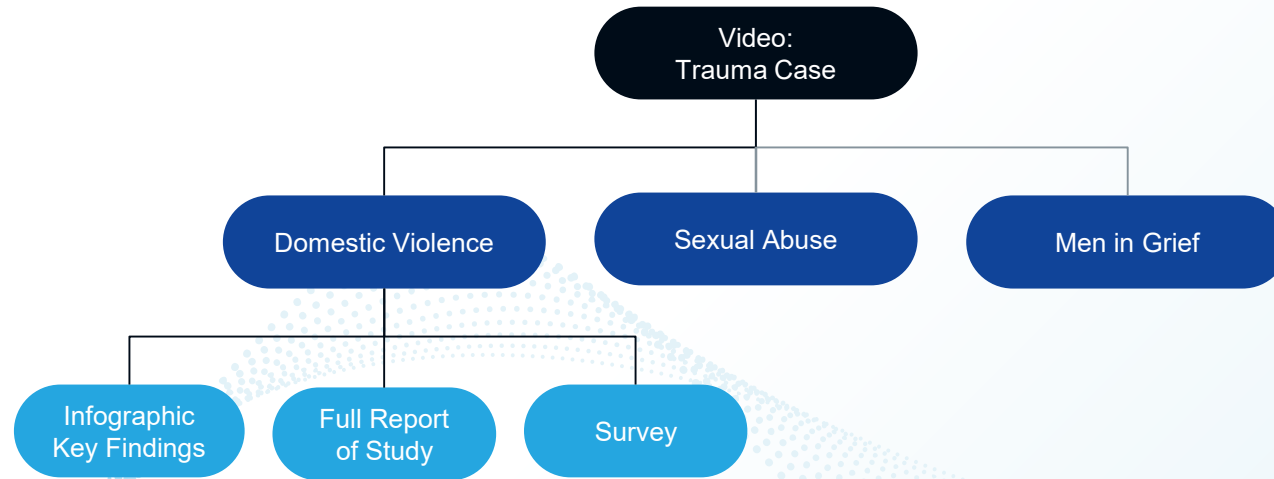 Video:
Trauma Case
Domestic Violence
Sexual Abuse
Men in Grief
Infographic
Key Findings
Full Report
of Study
Survey